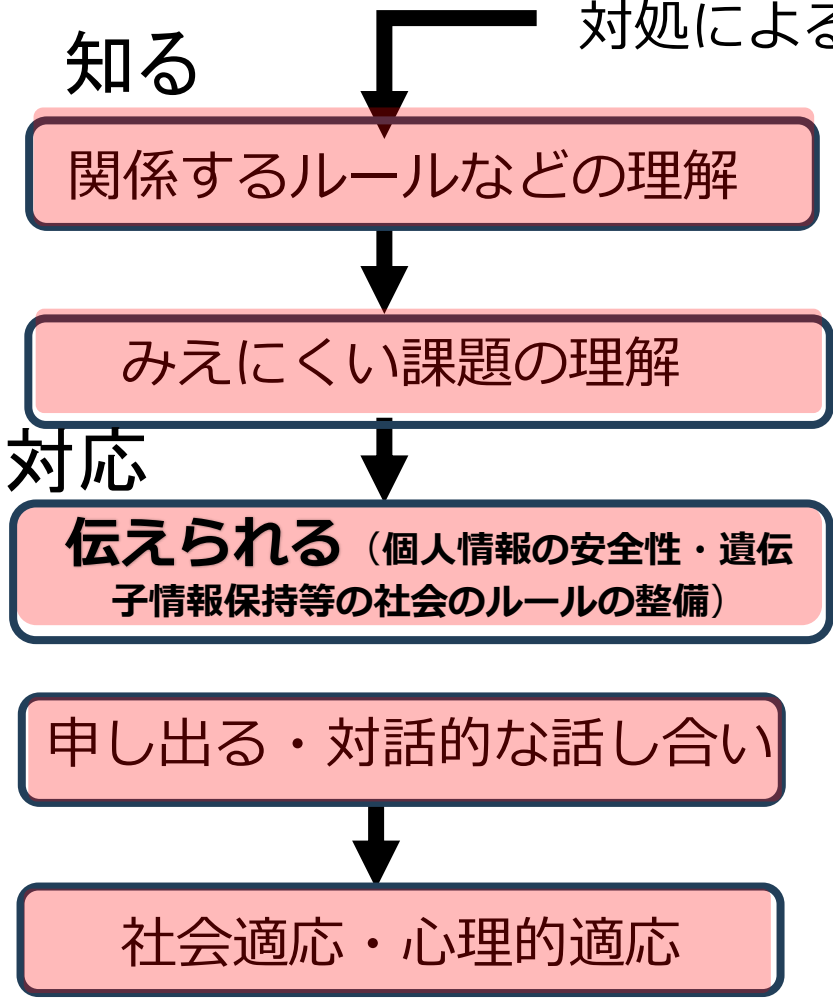 対処による
知る
関係するルールなどの理解
みえにくい課題の理解
対応
伝えられる（個人情報の安全性・遺伝
子情報保持等の社会のルールの整備）
申し出る・対話的な話し合い
社会適応・心理的適応